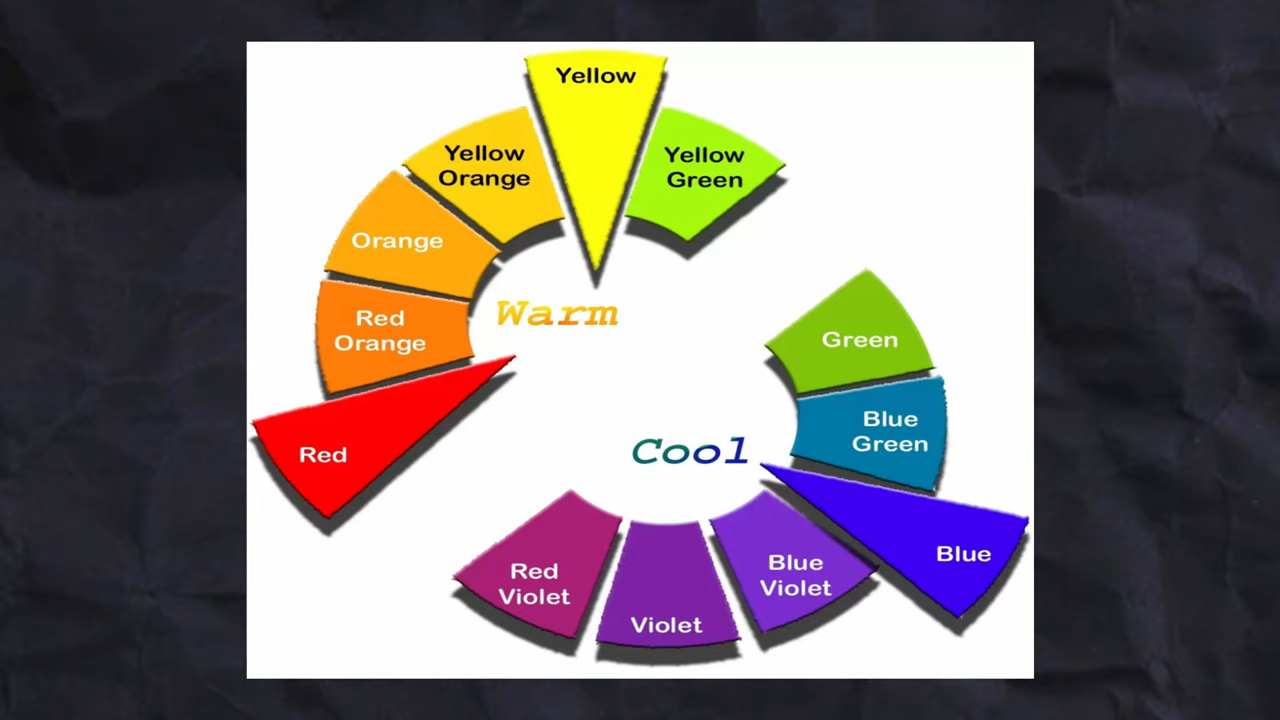 Yellow
Yellow
Orange
Yellow
Green
Orange
Red
Orange
Warm
Green
Blue
Green
Red
Cool
Blue
Blue
Violet
Red
Violet
Violet